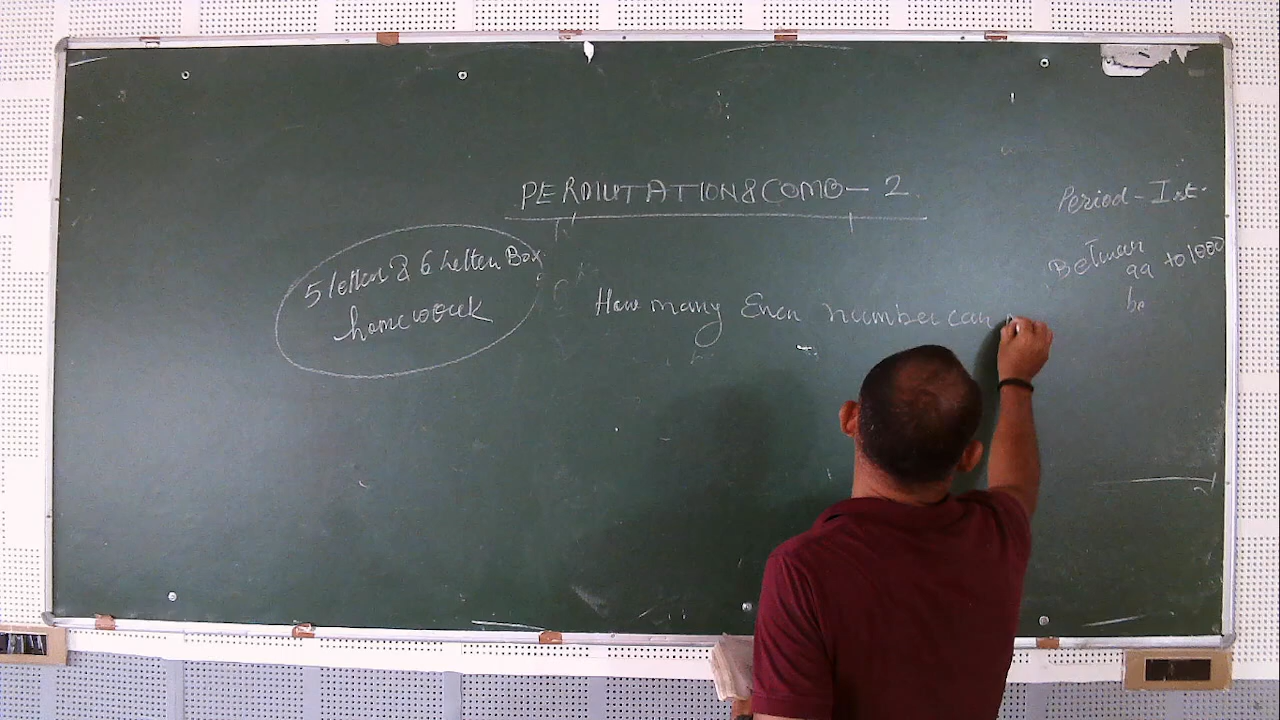 PERMUTATION & COMB - 2
Period - Ist
5 letters & 6 Letter Box
homework
How many Even number can
Between
99 to 1000
be